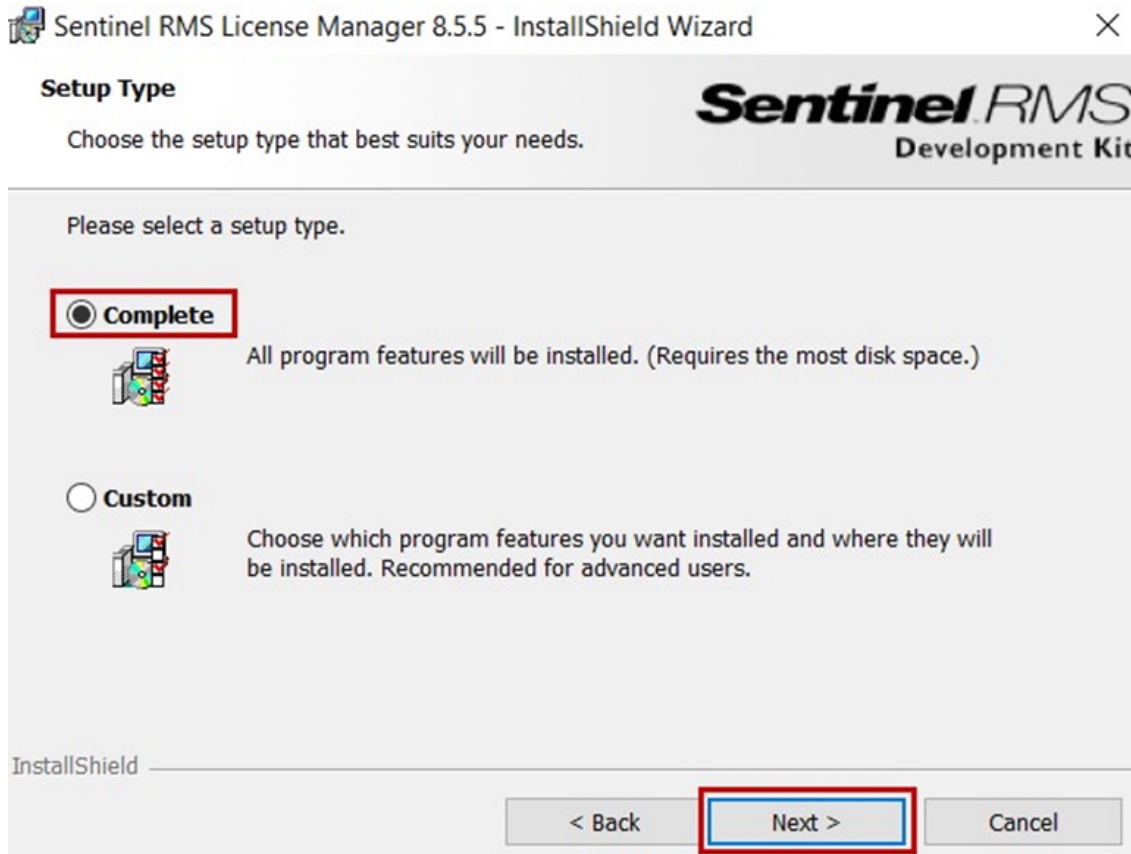 Sentinel RMS License Manager 8.5.5 - InstallShield Wizard
Setup Type
Choose the setup type that best suits your needs.
Sentinel RMS
Development Kit
Please select a setup type.
Complete
All program features will be installed. (Requires the most disk space.)
Custom
Choose which program features you want installed and where they will
be installed. Recommended for advanced users.
InstallShield
< Back
Next >
Cancel